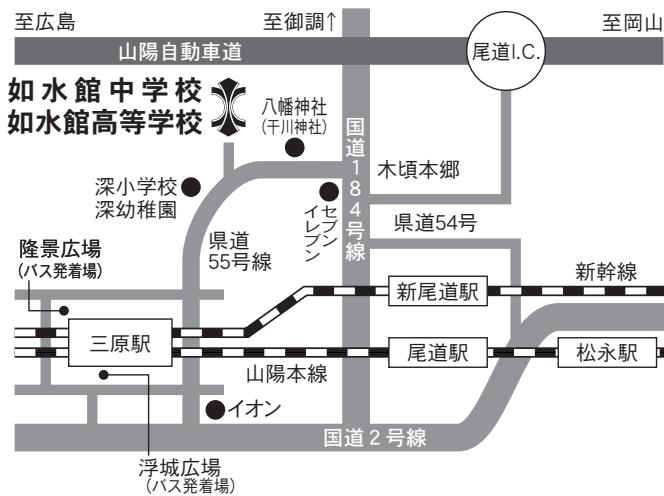 至広島
至御調↑
至岡山
山陽自動車道
尾道I.C.
如水館中学校
如水館高等学校
八幡神社
(干川神社)
国道184号線
木頃本郷
深小学校
深幼稚園
セブン
イレブン
県道54号
県道
55号線
隆景広場
(バス発着場)
新幹線
新尾道駅
三原駅
尾道駅
松永駅
山陽本線
イオン
国道2号線
浮城広場
(バス発着場)